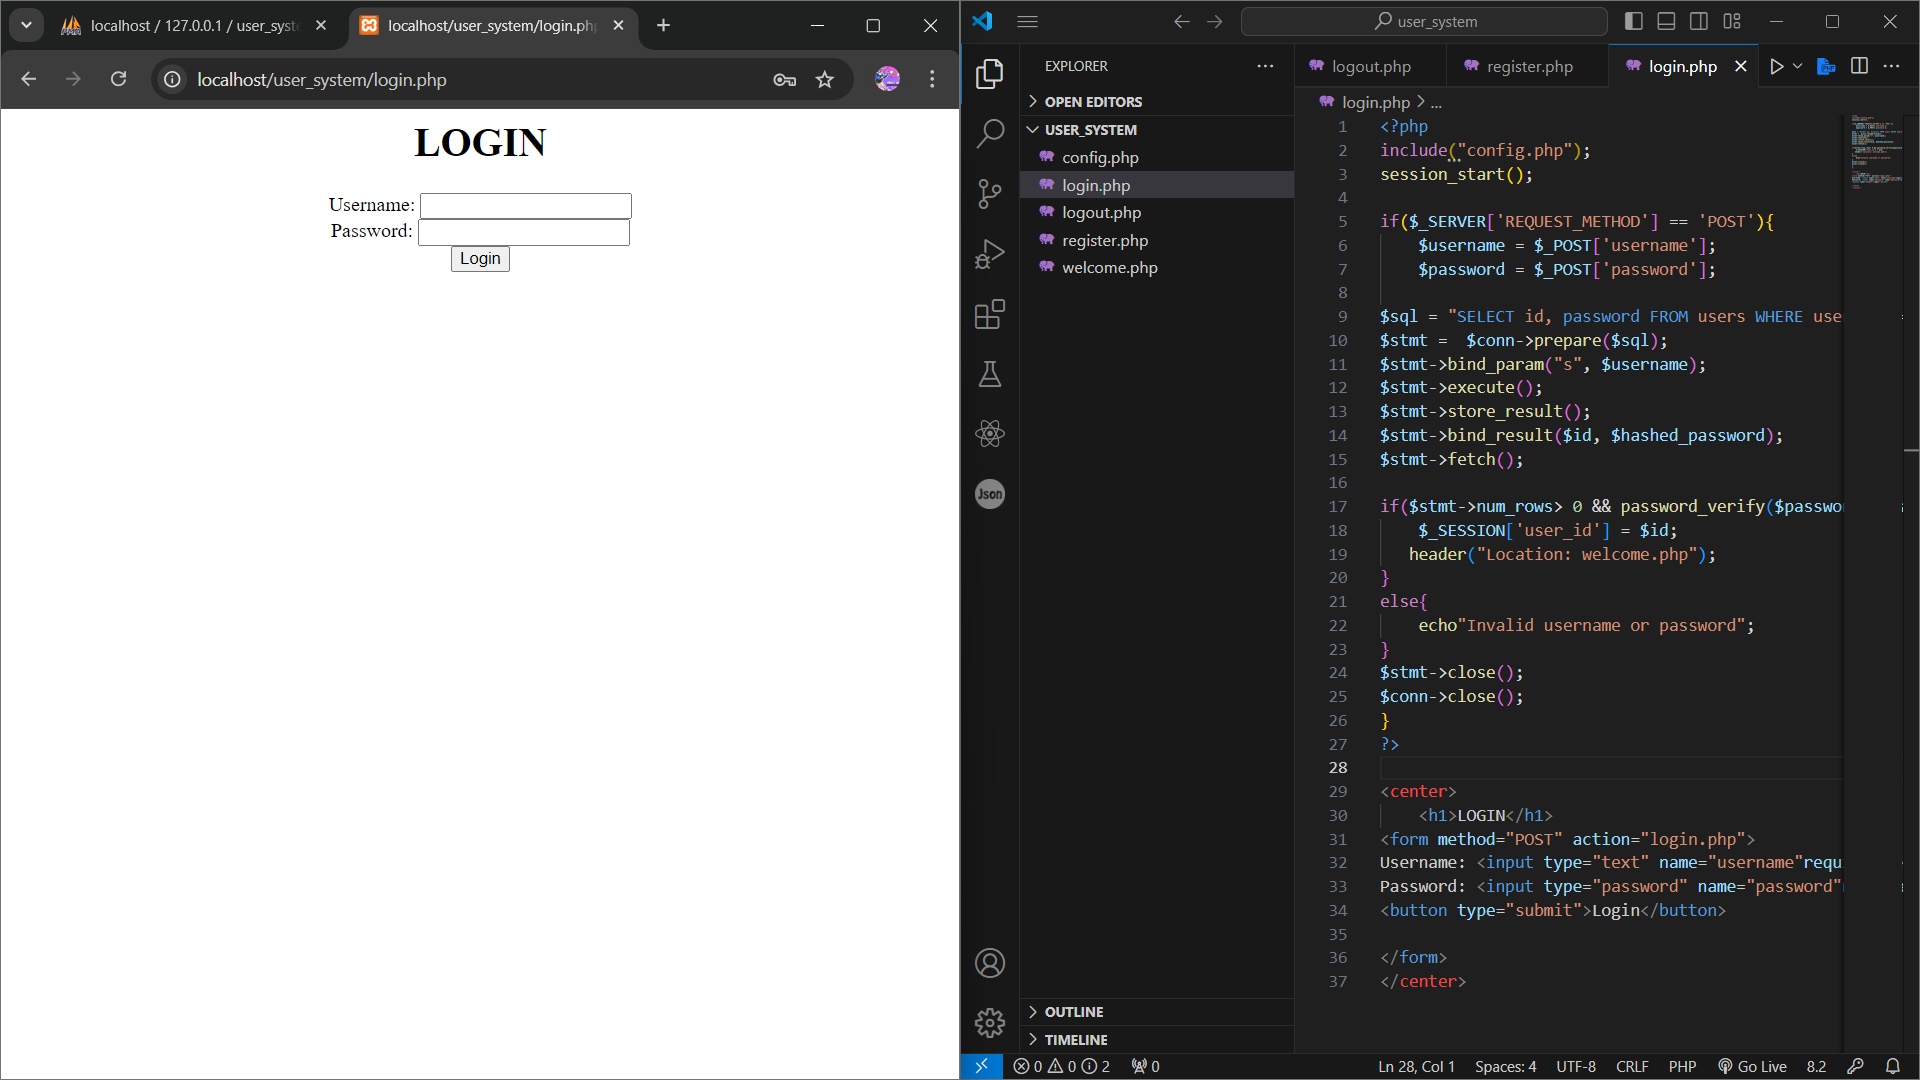 localhost / 127.0.0.1 / user_syst
localhost/user_system/login.php
localhost/user_system/login.php
LOGIN
Username:
Password:
Login
user_system
EXPLORER
OPEN EDITORS
USER_SYSTEM
config.php
login.php
logout.php
register.php
welcome.php
Json
OUTLINE
TIMELINE
logout.php
register.php
login.php
login.php > ...
1 <?php
2 include("config.php");
3 session_start();
4
5 if($_SERVER['REQUEST_METHOD'] == 'POST'){
6 $username = $_POST['username'];
7 $password = $_POST['password'];
8
9 $sql = "SELECT id, password FROM users WHERE use
10 $stmt =  $conn->prepare($sql);
11 $stmt->bind_param("s", $username);
12 $stmt->execute();
13 $stmt->store_result();
14 $stmt->bind_result($id, $hashed_password);
15 $stmt->fetch();
16
17 if($stmt->num_rows> 0 && password_verify($passwo
18 $_SESSION['user_id'] = $id;
19 header("Location: welcome.php");
20 }
21 else{
22 echo"Invalid username or password";
23 }
24 $stmt->close();
25 $conn->close();
26 }
27 ?>
28
29 <center>
30 <h1>LOGIN</h1>
31 <form method="POST" action="login.php">
32 Username: <input type="text" name="username"requ
33 Password: <input type="password" name="password"
34 <button type="submit">Login</button>
35
36 </form>
37 </center>
0 0 2 0
Ln 28, Col 1 Spaces: 4 UTF-8 CRLF PHP Go Live 8.2